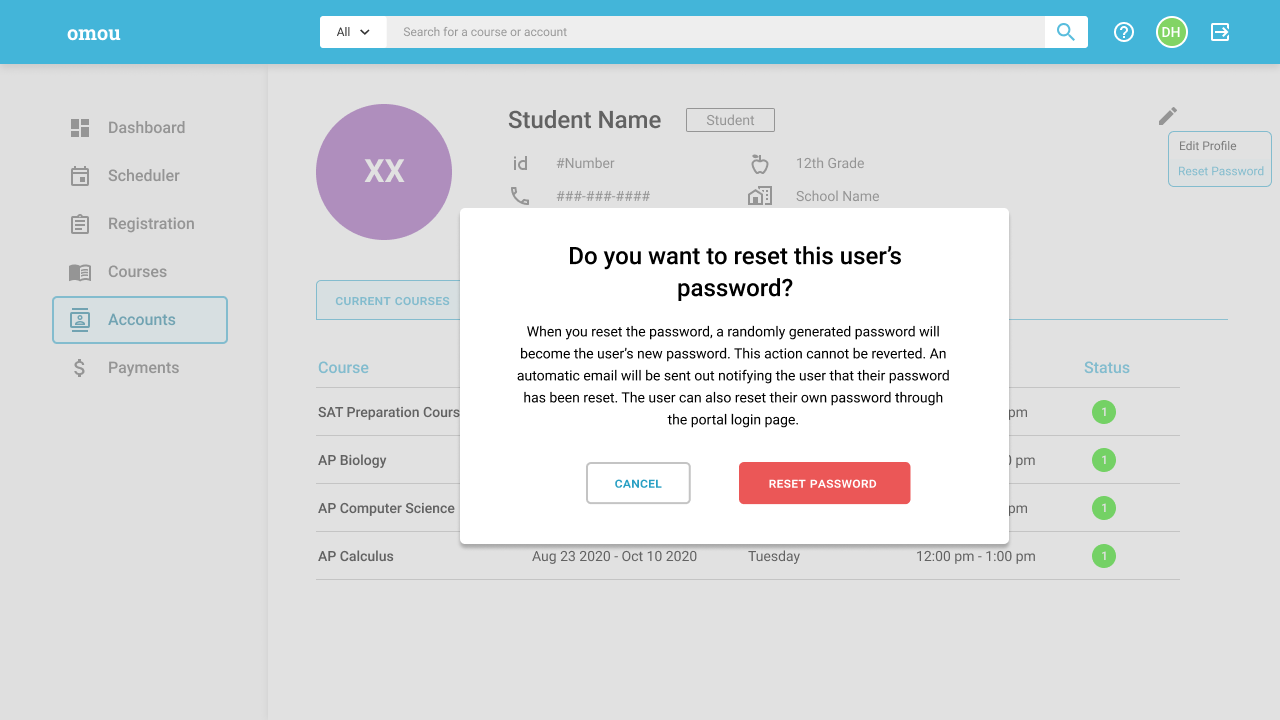 omou
All
Search for a course or account
DH
Dashboard
Scheduler
Registration
Courses
Accounts
Payments
XX
Student Name
Student
id
#Number
12th Grade
###-###-####
School Name
Edit Profile
Reset Password
CURRENT COURSES
Course
Status
SAT Preparation Cours
pm
1
AP Biology
pm
1
AP Computer Science
pm
1
AP Calculus
Aug 23 2020 - Oct 10 2020
Tuesday
12:00 pm - 1:00 pm
1
Do you want to reset this user’s
password?
When you reset the password, a randomly generated password will
become the user’s new password. This action cannot be reverted. An
automatic email will be sent out notifying the user that their password
has been reset. The user can also reset their own password through
the portal login page.
CANCEL
RESET PASSWORD